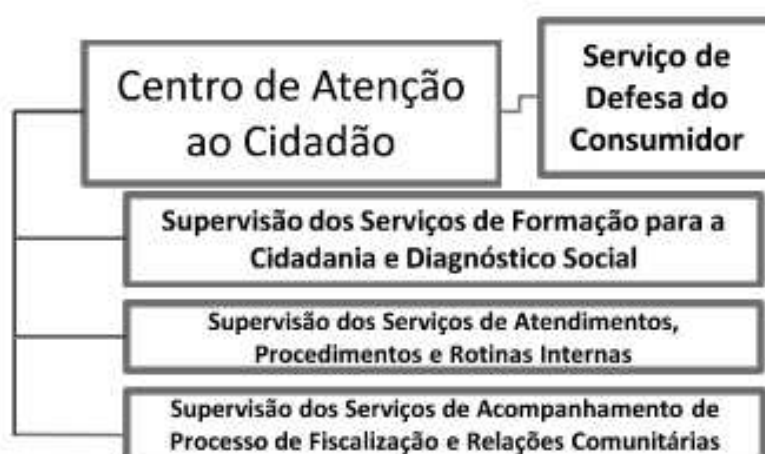 Centro de Atenção
ao Cidadão
Serviço de
Defesa do
Consumidor
Supervisão dos Serviços de Formação para a
Cidadania e Diagnóstico Social
Supervisão dos Serviços de Atendimentos,
Procedimentos e Rotinas Internas
Supervisão dos Serviços de Acompanhamento de
Processo de Fiscalização e Relações Comunitárias